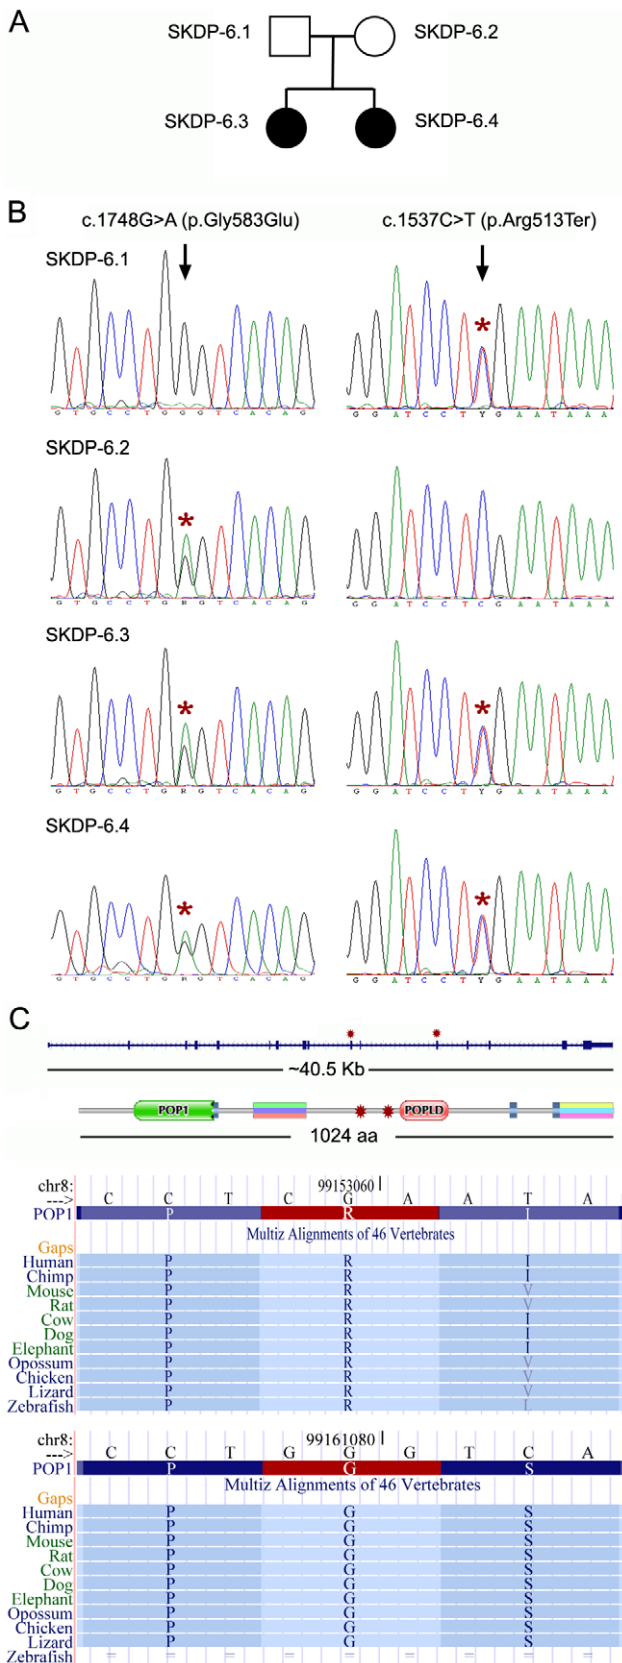 A
SKDP-6.1 SKDP-6.2
SKDP-6.3 SKDP-6.4
B
c.1748G>A (p.Gly583Glu) c.1537C>T (p.Arg513Ter)
SKDP-6.1
* 
G T G C C T G G G T C A C A G G G A T C C T Y G A A T A A A
SKDP-6.2
*
G T G C C T G R G T C A C A G G G A T C C T C G A A T A A A
SKDP-6.3
* *
G T G C C T G R G T C A C A G G G A T C C T Y G A A T A A A
SKDP-6.4
* *
G T G C C T G R G T C A C A G G G A T C C T Y G A A T A A A
C
~40.5 Kb
POP1 POPLD
1024 aa
chr8: 99153060
---> C C T C G A A T A
POP1 P R I
Multiz Alignments of 46 Vertebrates
Gaps
Human P R I
Chimp P R I
Mouse P R V
Rat P R V
Cow P R I
Dog P R I
Elephant P R I
Opossum P R V
Chicken P R V
Lizard P R V
Zebrafish P R I
chr8: 99161080
---> C C T G G G T C A
POP1 P G S
Multiz Alignments of 46 Vertebrates
Gaps
Human P G S
Chimp P G S
Mouse P G S
Rat P G S
Cow P G S
Dog P G S
Elephant P G S
Opossum P G S
Chicken P G S
Lizard P G S
Zebrafish = = = = = = = = =